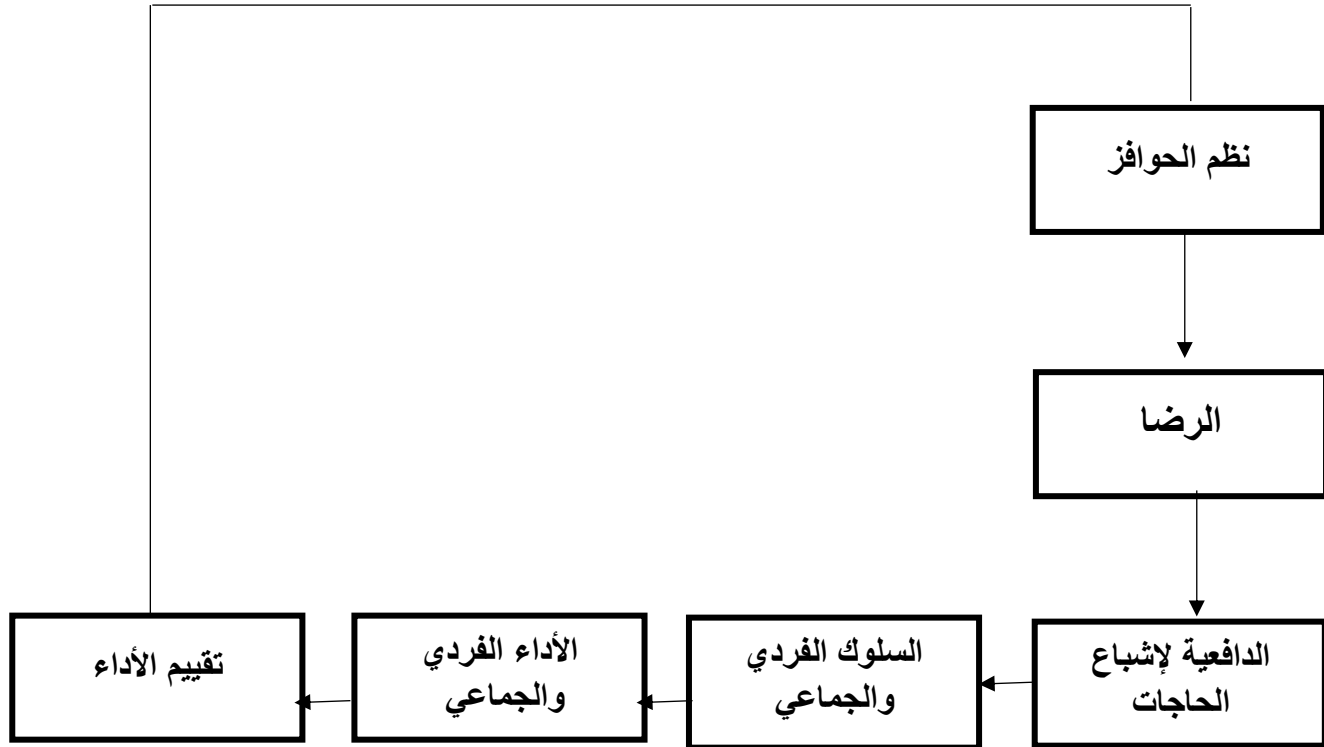 نظم الحوافز
الرضا
الدافعية لإشباع
الحاجات
السلوك الفردي
والجماعي
الأداء الفردي
والجماعي
تقييم الأداء